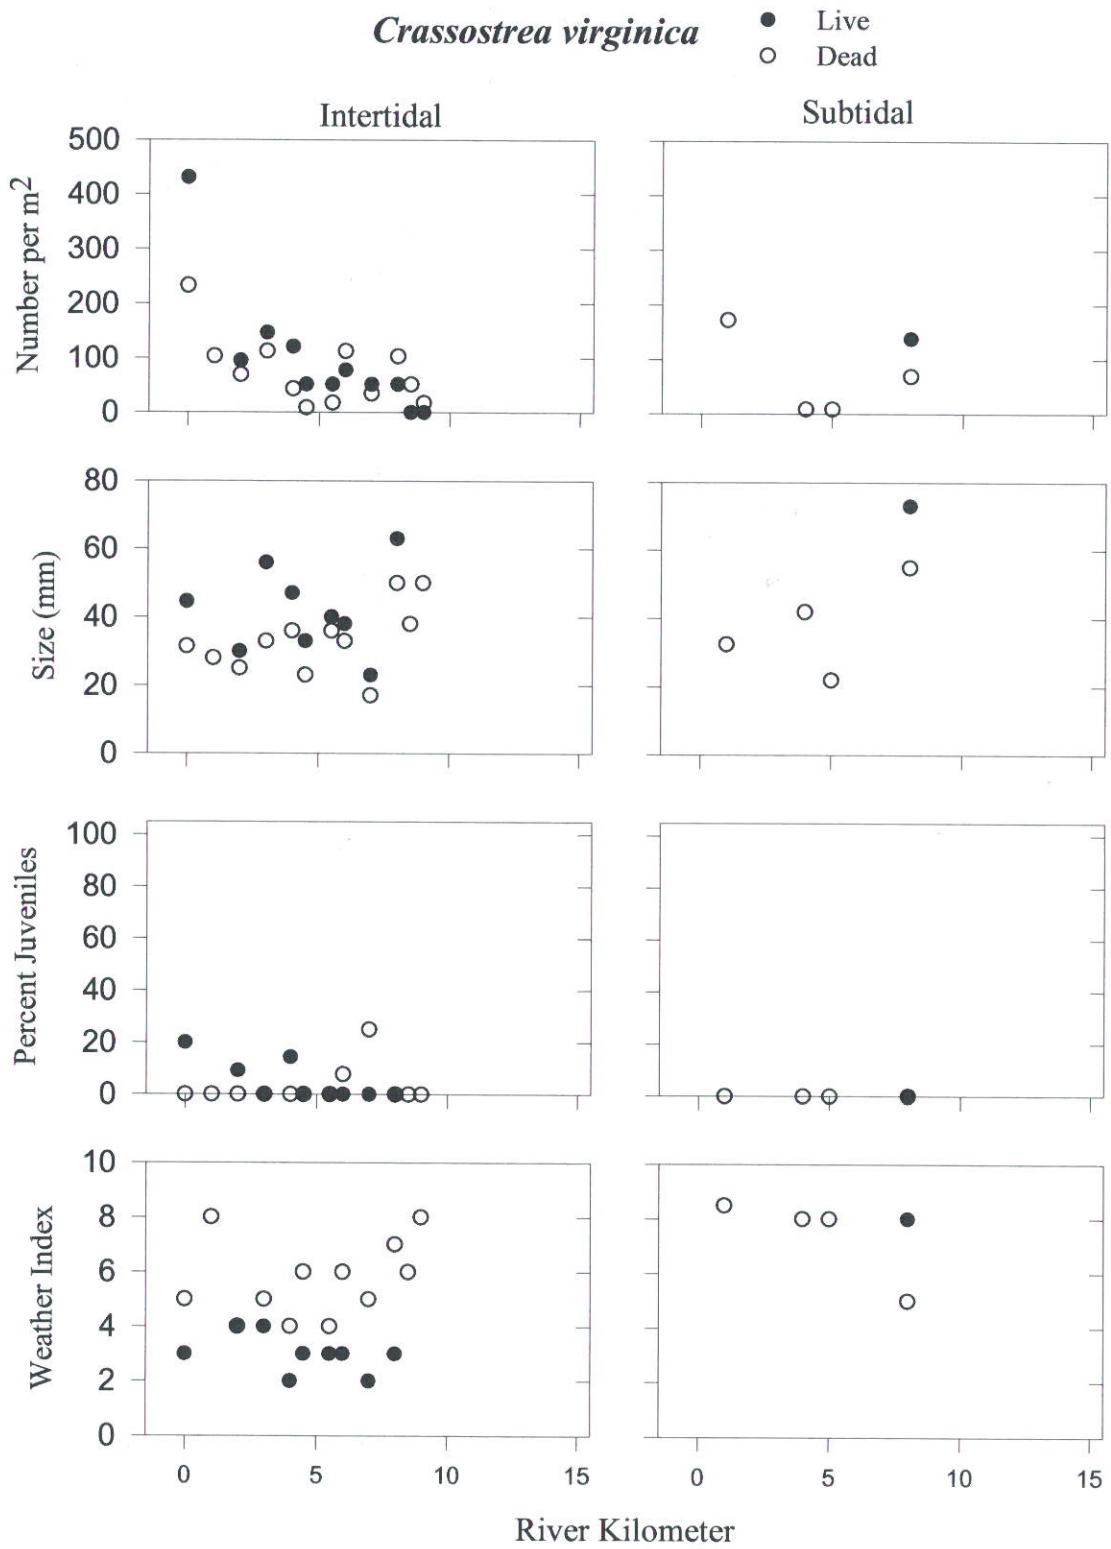 Crassostrea virginica
Live
Dead
Intertidal
Subtidal
Number per m2
500
400
300
200
100
0
Size (mm)
80
60
40
20
0
Percent Juveniles
100
80
60
40
20
0
Weather Index
10
8
6
4
2
0
0 5 10 15
0 5 10 15
River Kilometer